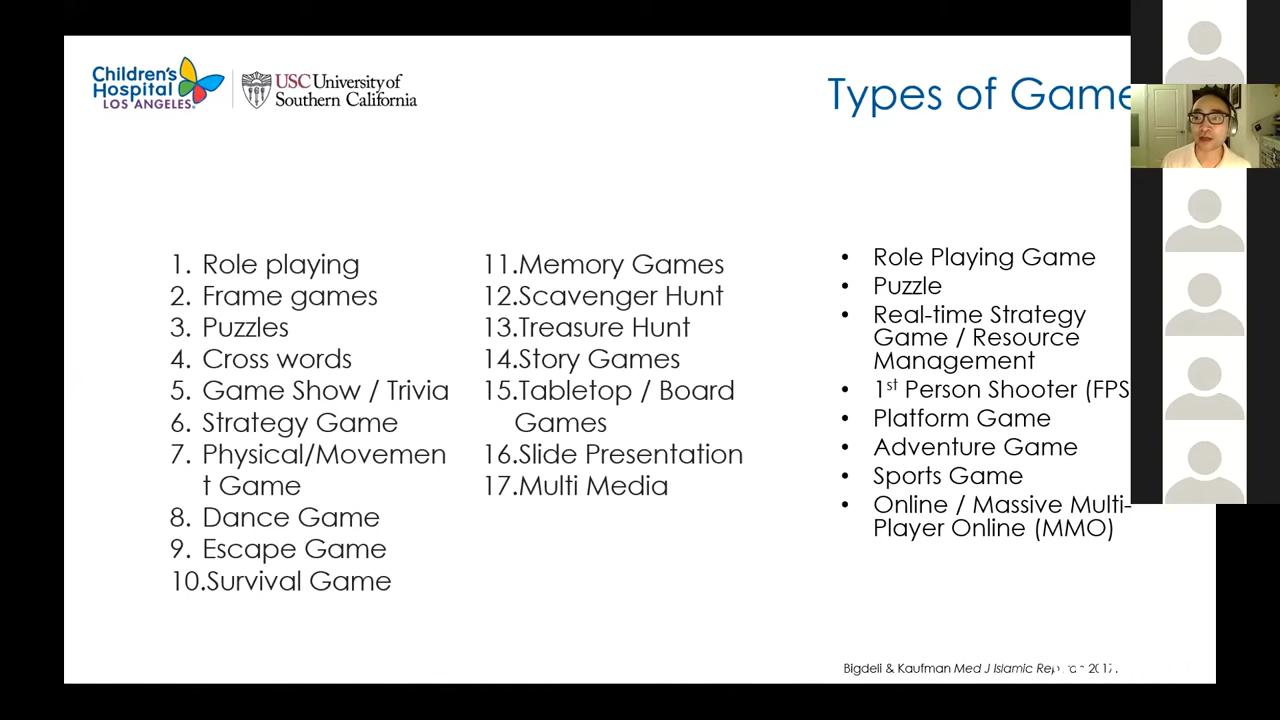 Children's
Hospital
LOS ANGELES
USC University of
Southern California
Types of Game
1. Role playing
2. Frame games
3. Puzzles
4. Cross words
5. Game Show / Trivia
6. Strategy Game
7. Physical/Movemen
t Game
8. Dance Game
9. Escape Game
10.Survival Game
11.Memory Games
12.Scavenger Hunt
13.Treasure Hunt
14.Story Games
15.Tabletop / Board
Games
16.Slide Presentation
17.Multi Media
• Role Playing Game
• Puzzle
• Real-time Strategy
Game / Resource
Management
• 1st Person Shooter (FPS
• Platform Game
• Adventure Game
• Sports Game
• Online / Massive Multi-
Player Online (MMO)
Bigdeli & Kaufman Med J Islamic 2017.